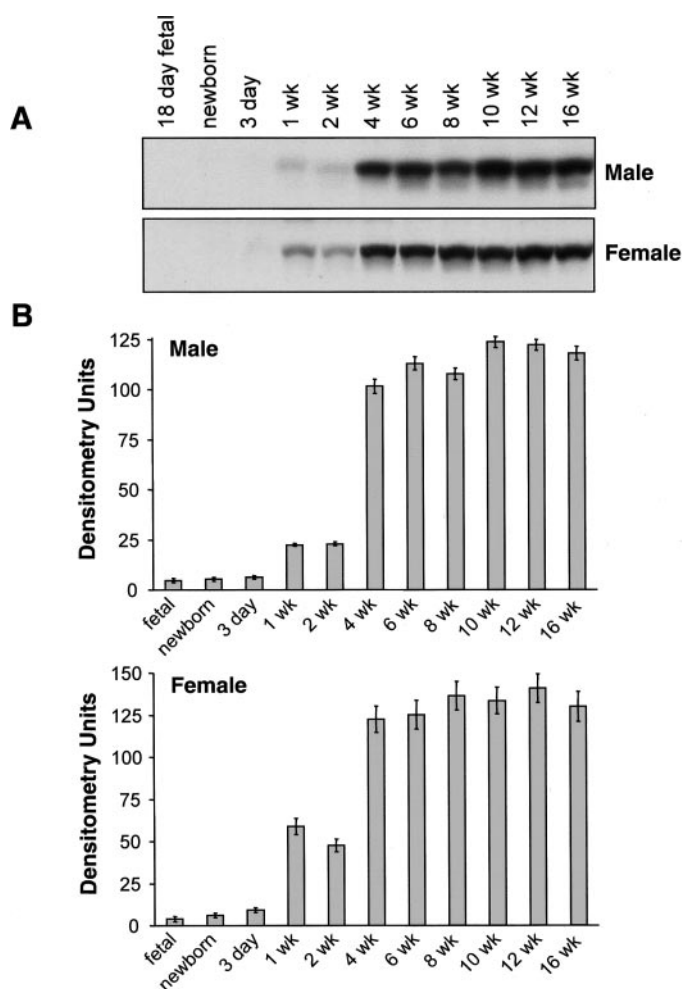 18 day fetal
newborn
3 day
1 wk
2 wk
4 wk
6 wk
8 wk
10 wk
12 wk
16 wk
A
Male
Female
B
Male
Densitometry Units
125
100
75
50
25
0
fetal
newborn
3 day
1 wk
2 wk
4 wk
6 wk
8 wk
10 wk
12 wk
16 wk
Female
Densitometry Units
150
125
100
75
50
25
0
fetal
newborn
3 day
1 wk
2 wk
4 wk
6 wk
8 wk
10 wk
12 wk
16 wk